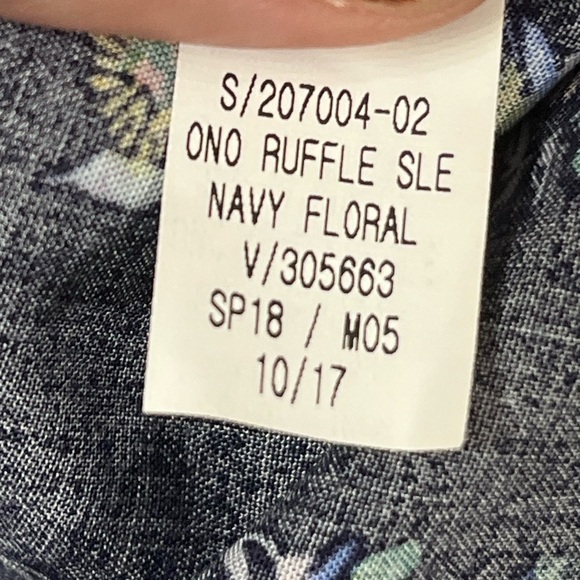 S/207004-02
ONO RUFFLE SLE
NAVY FLORAL
V/305663
SP18 / M05
10/17